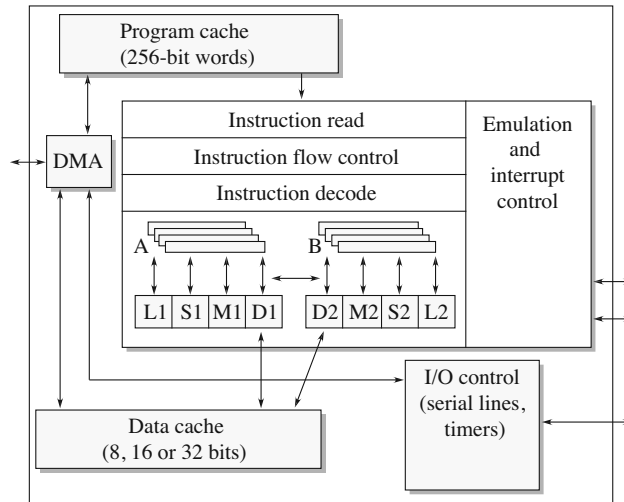 Program cache
(256-bit words)
Instruction read
Emulation
and
interrupt
control
DMA
Instruction flow control
Instruction decode
A
B
L1 S1 M1 D1
D2 M2 S2 L2
I/O control
(serial lines,
timers)
Data cache
(8, 16 or 32 bits)